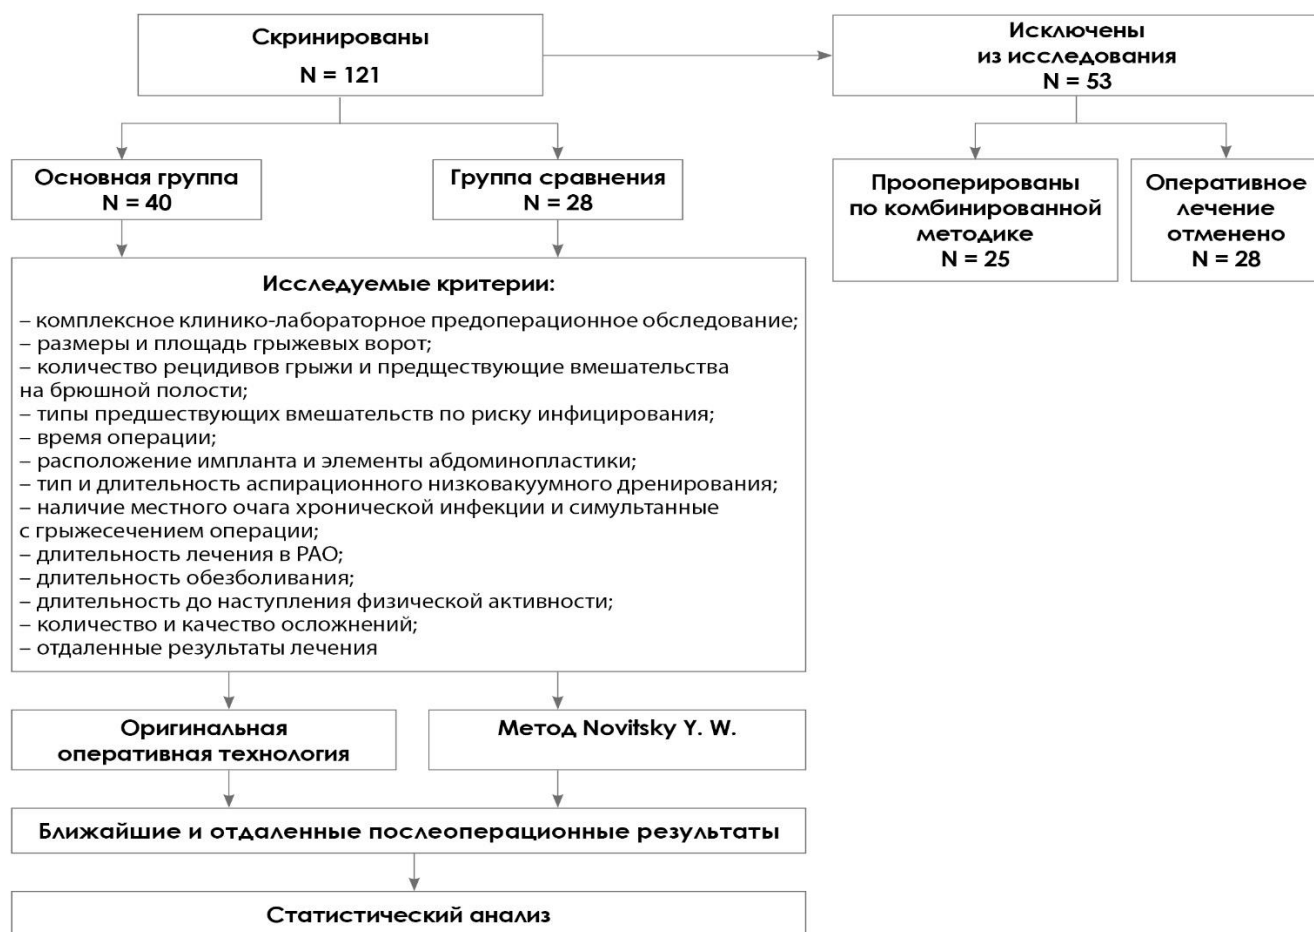 Скринированы
N = 121
Исключены
из исследования
N = 53
Основная группа
N = 40
Группа сравнения
N = 28
Прооперированы
по комбинированной
методике
N = 25
Оперативное
лечение
отменено
N = 28
Исследуемые критерии:
– комплексное клинико-лабораторное предоперационное обследование;
– размеры и площадь грыжевых ворот;
– количество рецидивов грыжи и предществующие вмешательства
на брюшной полости;
– типы предшествующих вмешательств по риску инфицирования;
– время операции;
– расположение импланта и элементы абдоминопластики;
– тип и длительность аспирационного низковакуумного дренирования;
– наличие местного очага хронической инфекции и симультанные
с грыжесечением операции;
– длительность лечения в РАО;
– длительность обезболивания;
– длительность до наступления физической активности;
– количество и качество осложнений;
– отдаленные результаты лечения
Оригинальная
оперативная технология
Метод Novitsky Y. W.
Ближайшие и отдаленные послеоперационные результаты
Статистический анализ